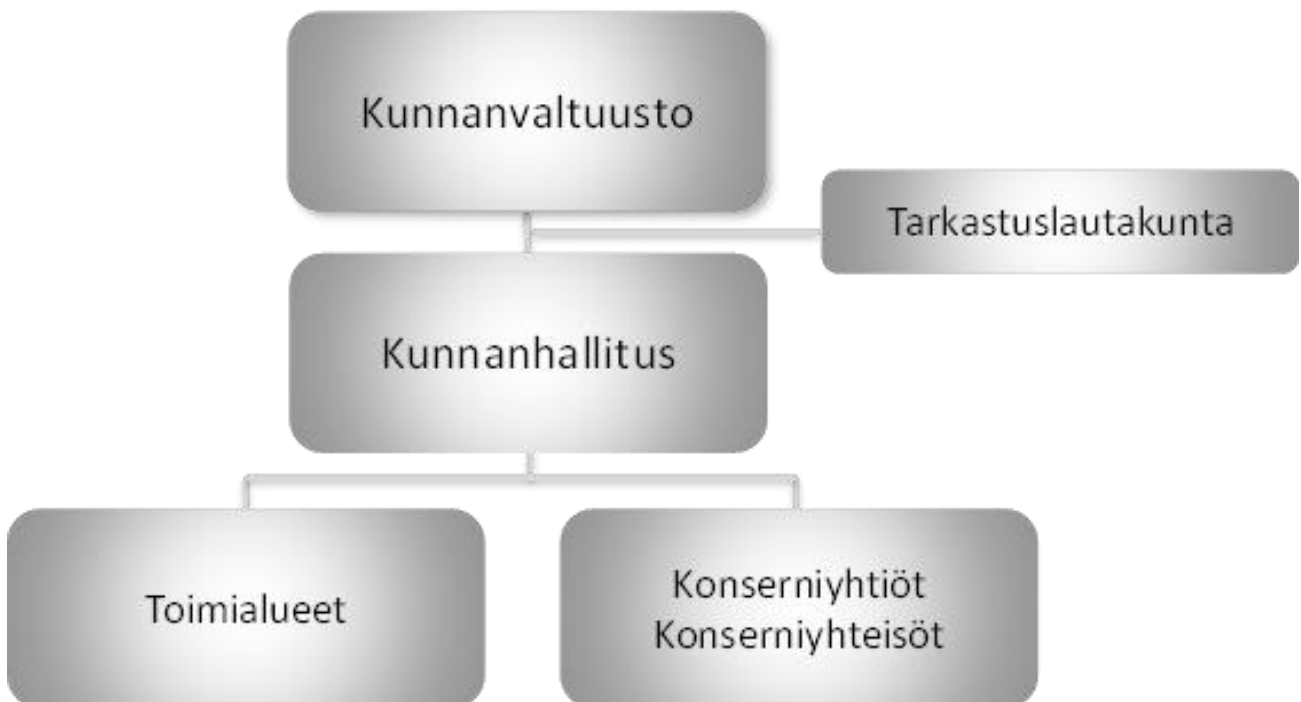 Kunnanvaltuusto
Tarkastuslautakunta
Kunnanhallitus
Toimialueet
Konserniyhtiöt
Konserniyhteisöt